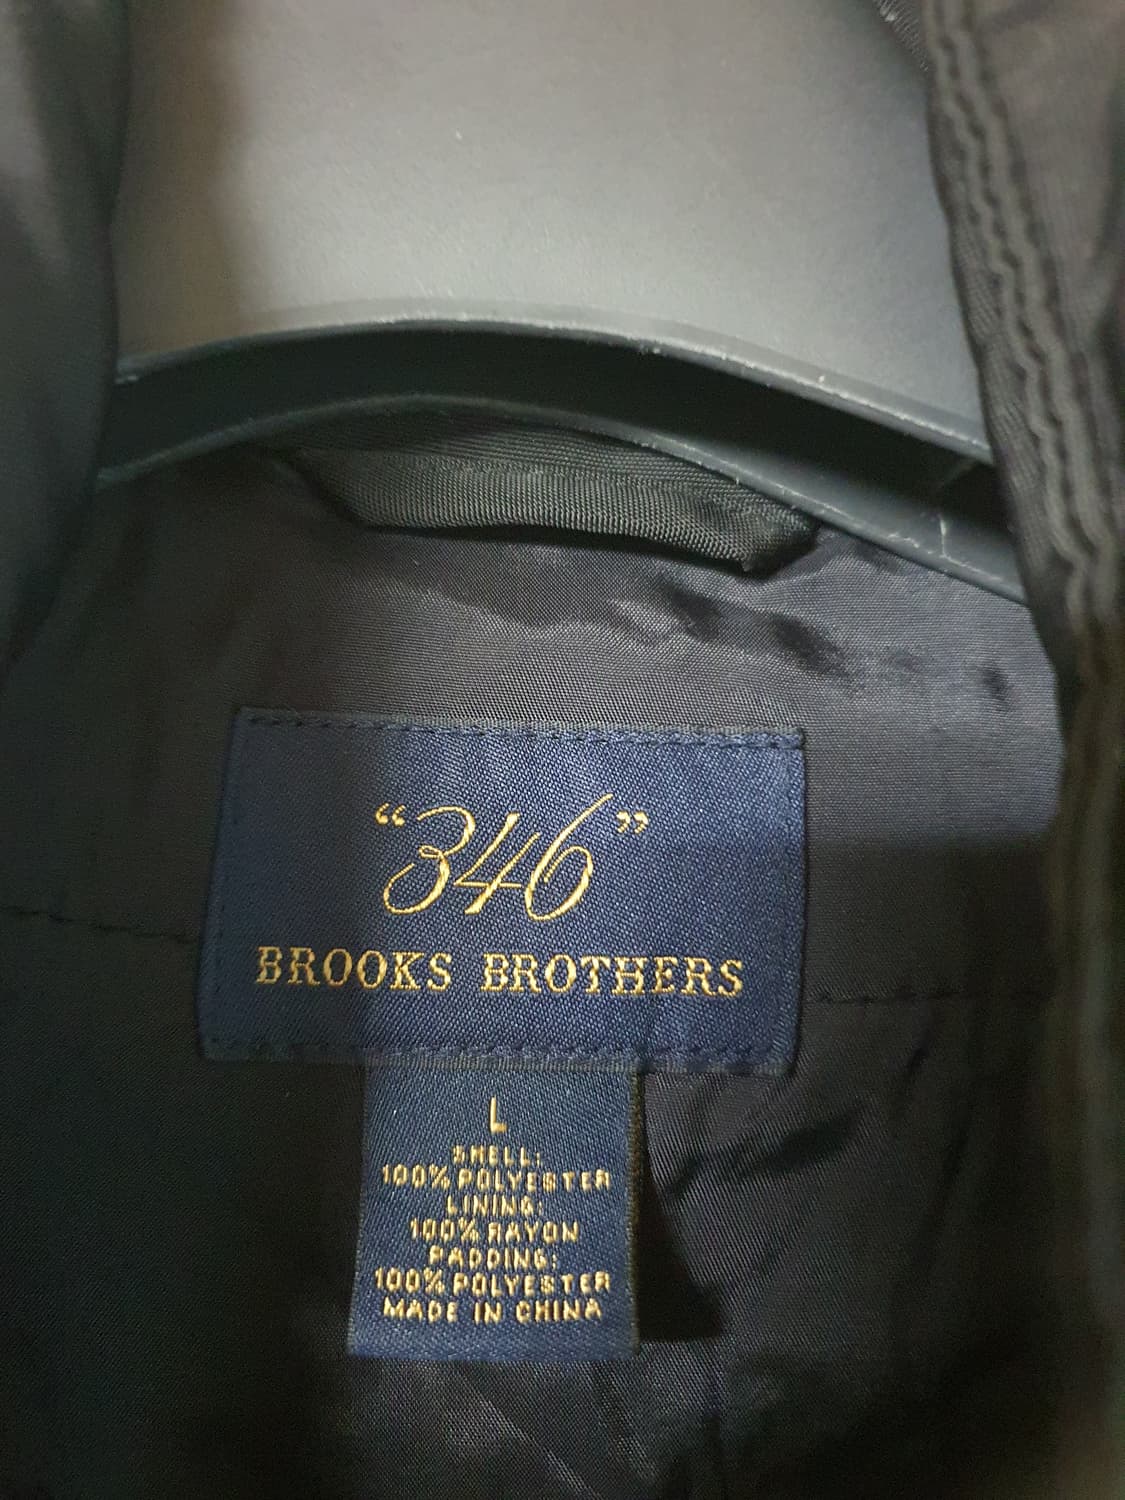 “346”
BROOKS BROTHERS
L
SHELL:
100% POLYESTER
LINING:
100% RAYON
PADDING:
100% POLYESTER
MADE IN CHINA